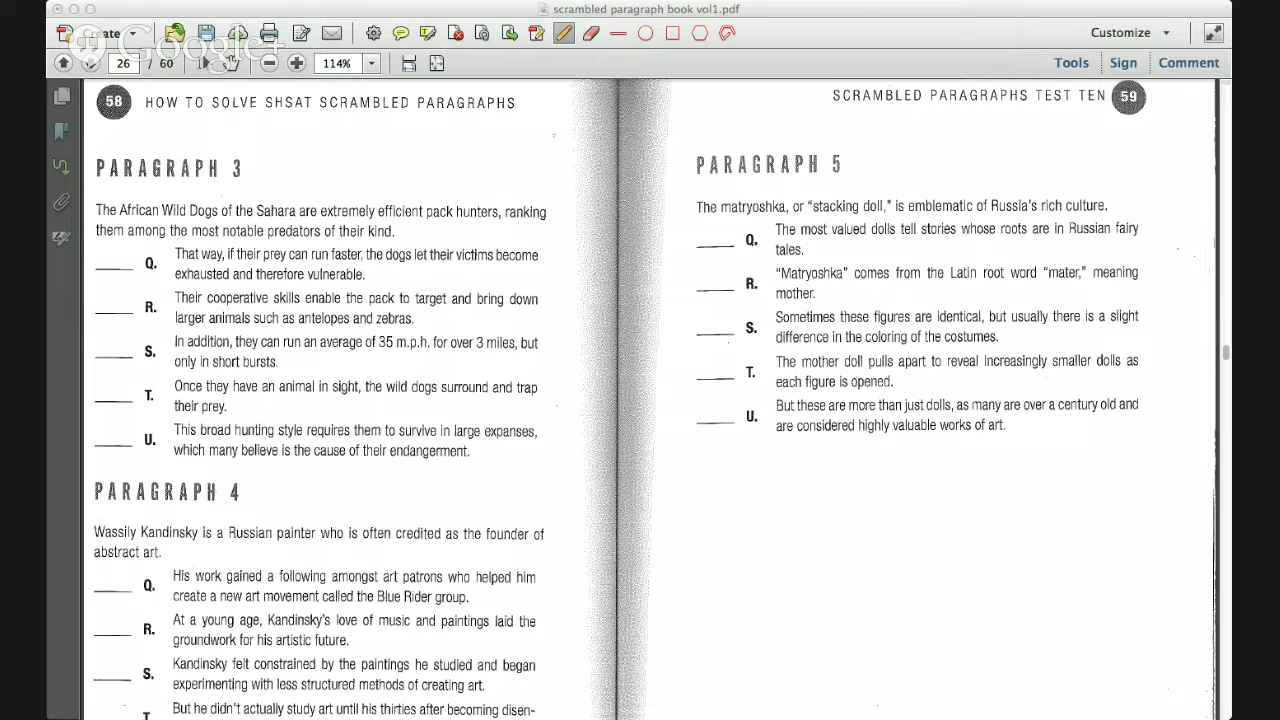 scrambled paragraph book vol1.pdf
Create
Google+
Customize
26 / 60
114%
Tools
Sign
Comment
58 HOW TO SOLVE SHSAT SCRAMBLED PARAGRAPHS
PARAGRAPH 3
The African Wild Dogs of the Sahara are extremely efficient pack hunters, ranking
them among the most notable predators of their kind.
Q. That way, if their prey can run faster, the dogs let their victims become
exhausted and therefore vulnerable.
R. Their cooperative skills enable the pack to target and bring down
larger animals such as antelopes and zebras.
S. In addition, they can run an average of 35 m.p.h. for over 3 miles, but
only in short bursts.
T. Once they have an animal in sight, the wild dogs surround and trap
their prey.
U. This broad hunting style requires them to survive in large expanses,
which many believe is the cause of their endangerment.
PARAGRAPH 4
Wassily Kandinsky is a Russian painter who is often credited as the founder of
abstract art.
Q. His work gained a following amongst art patrons who helped him
create a new art movement called the Blue Rider group.
R. At a young age, Kandinsky's love of music and paintings laid the
groundwork for his artistic future.
S. Kandinsky felt constrained by the paintings he studied and began
experimenting with less structured methods of creating art.
T. But he didn't actually study art until his thirties after becoming disen-
SCRAMBLED PARAGRAPHS TEST TEN 59
PARAGRAPH 5
The matryoshka, or "stacking doll," is emblematic of Russia's rich culture.
Q. The most valued dolls tell stories whose roots are in Russian fairy
tales.
R. "Matryoshka" comes from the Latin root word "mater," meaning
mother.
S. Sometimes these figures are identical, but usually there is a slight
difference in the coloring of the costumes.
T. The mother doll pulls apart to reveal increasingly smaller dolls as
each figure is opened.
U. But these are more than just dolls, as many are over a century old and
are considered highly valuable works of art.